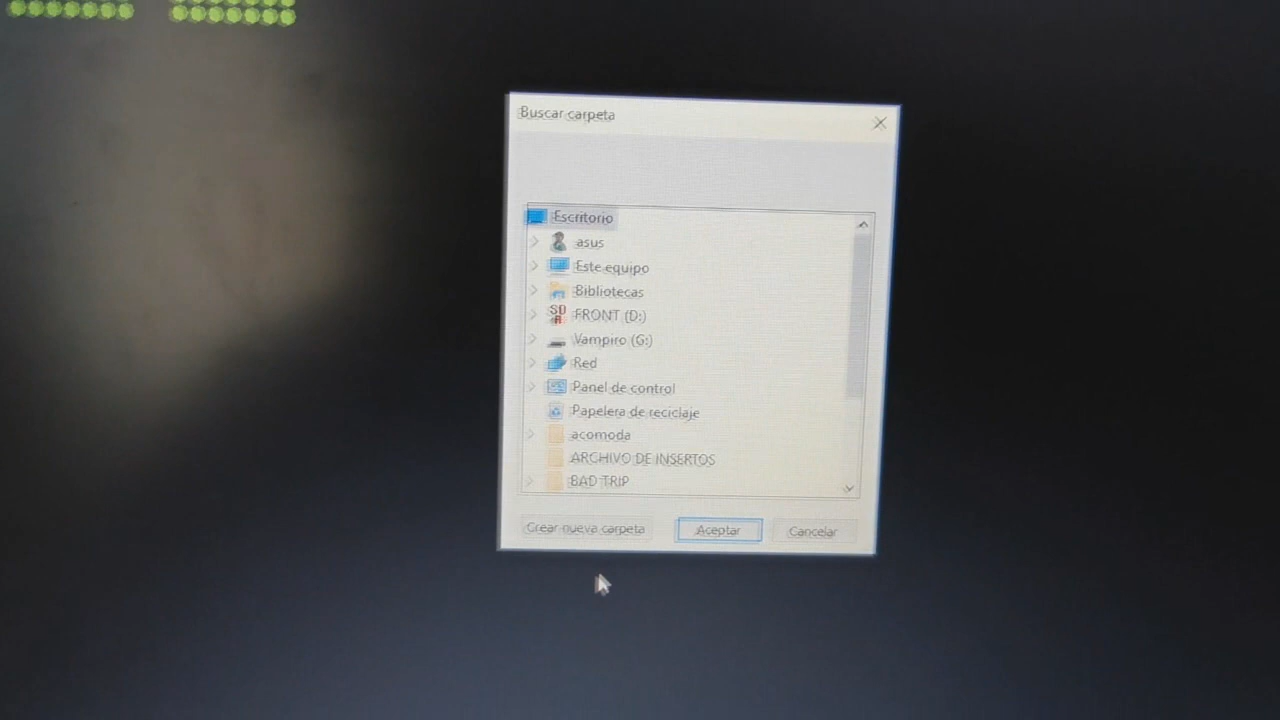 Buscar carpeta
Escritorio
asus
Este equipo
Bibliotecas
SD
FRONT (D:)
Vampiro (G:)
Red
Panel de control
Papelera de reciclaje
acomoda
ARCHIVO DE INSERTOS
BAD TRIP
Crear nueva carpeta
Aceptar
Cancelar